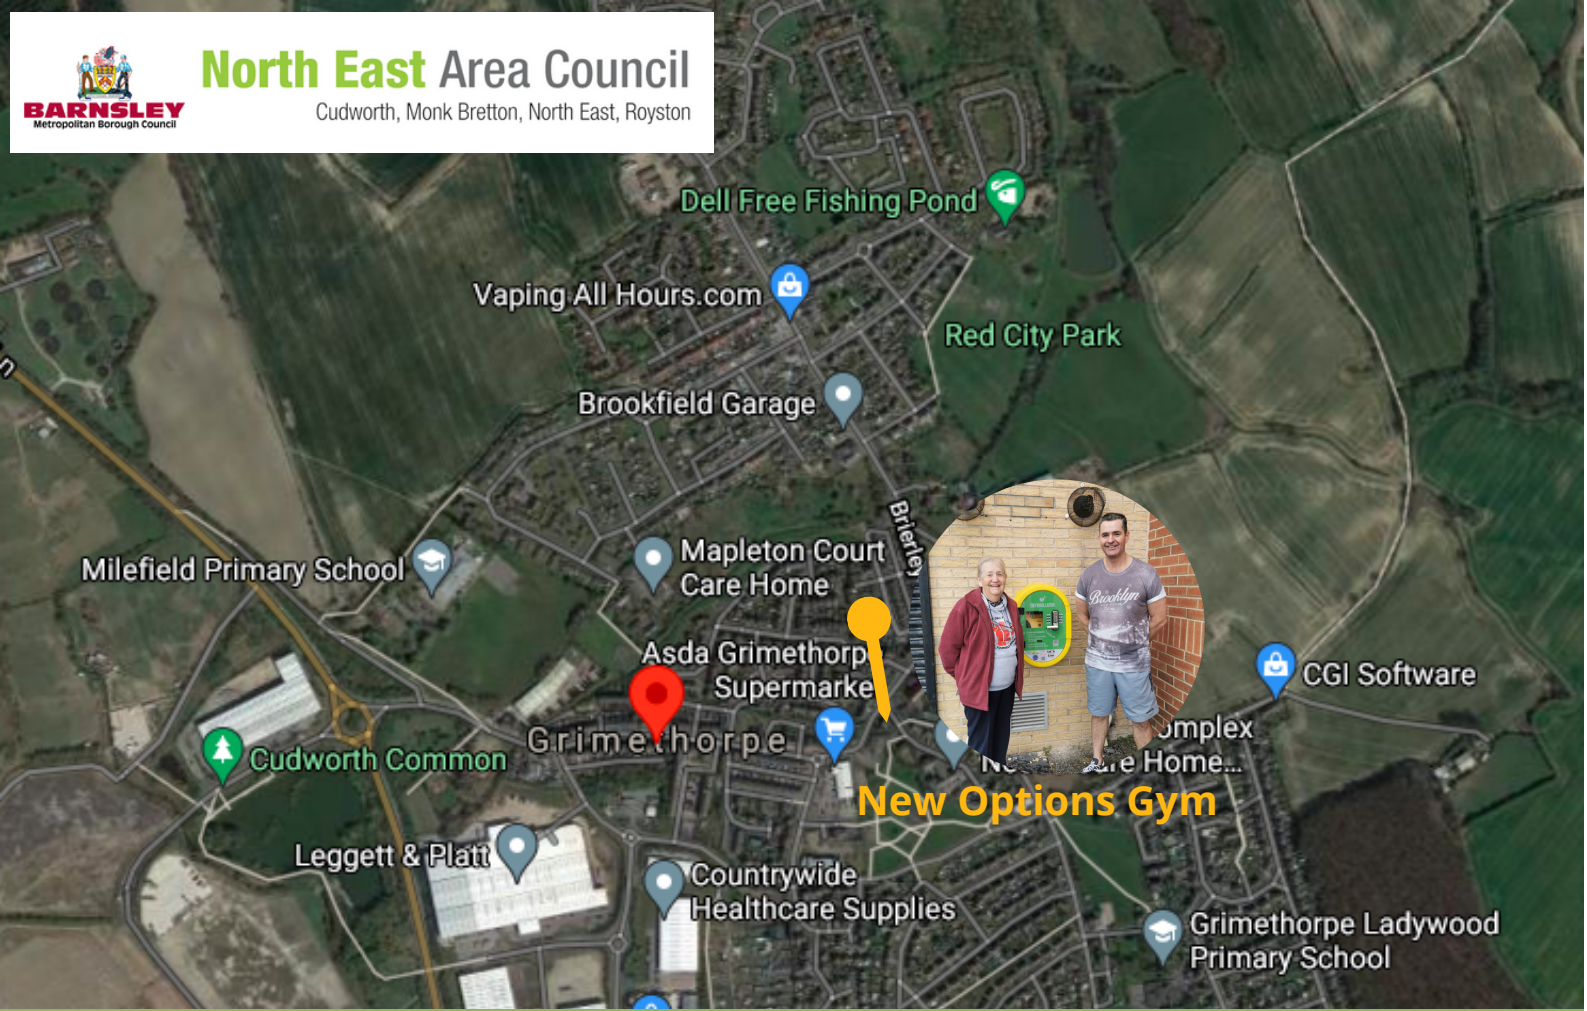 North East Area Council
BARNSLEY
Metropolitan Borough Council
Cudworth, Monk Bretton, North East, Royston
Dell Free Fishing Pond
Vaping All Hours.com
Red City Park
Brookfield Garage
Brierley
Milefield Primary School
Mapleton Court
Care Home
Brooklyn
Asda Grimethorp
Supermarke
CGI Software
Grimethorpe
omplex
Cudworth Common
re Home...
New Options Gym
Leggett & Platt
Countrywide
Healthcare Supplies
Grimethorpe Ladywood
Primary School